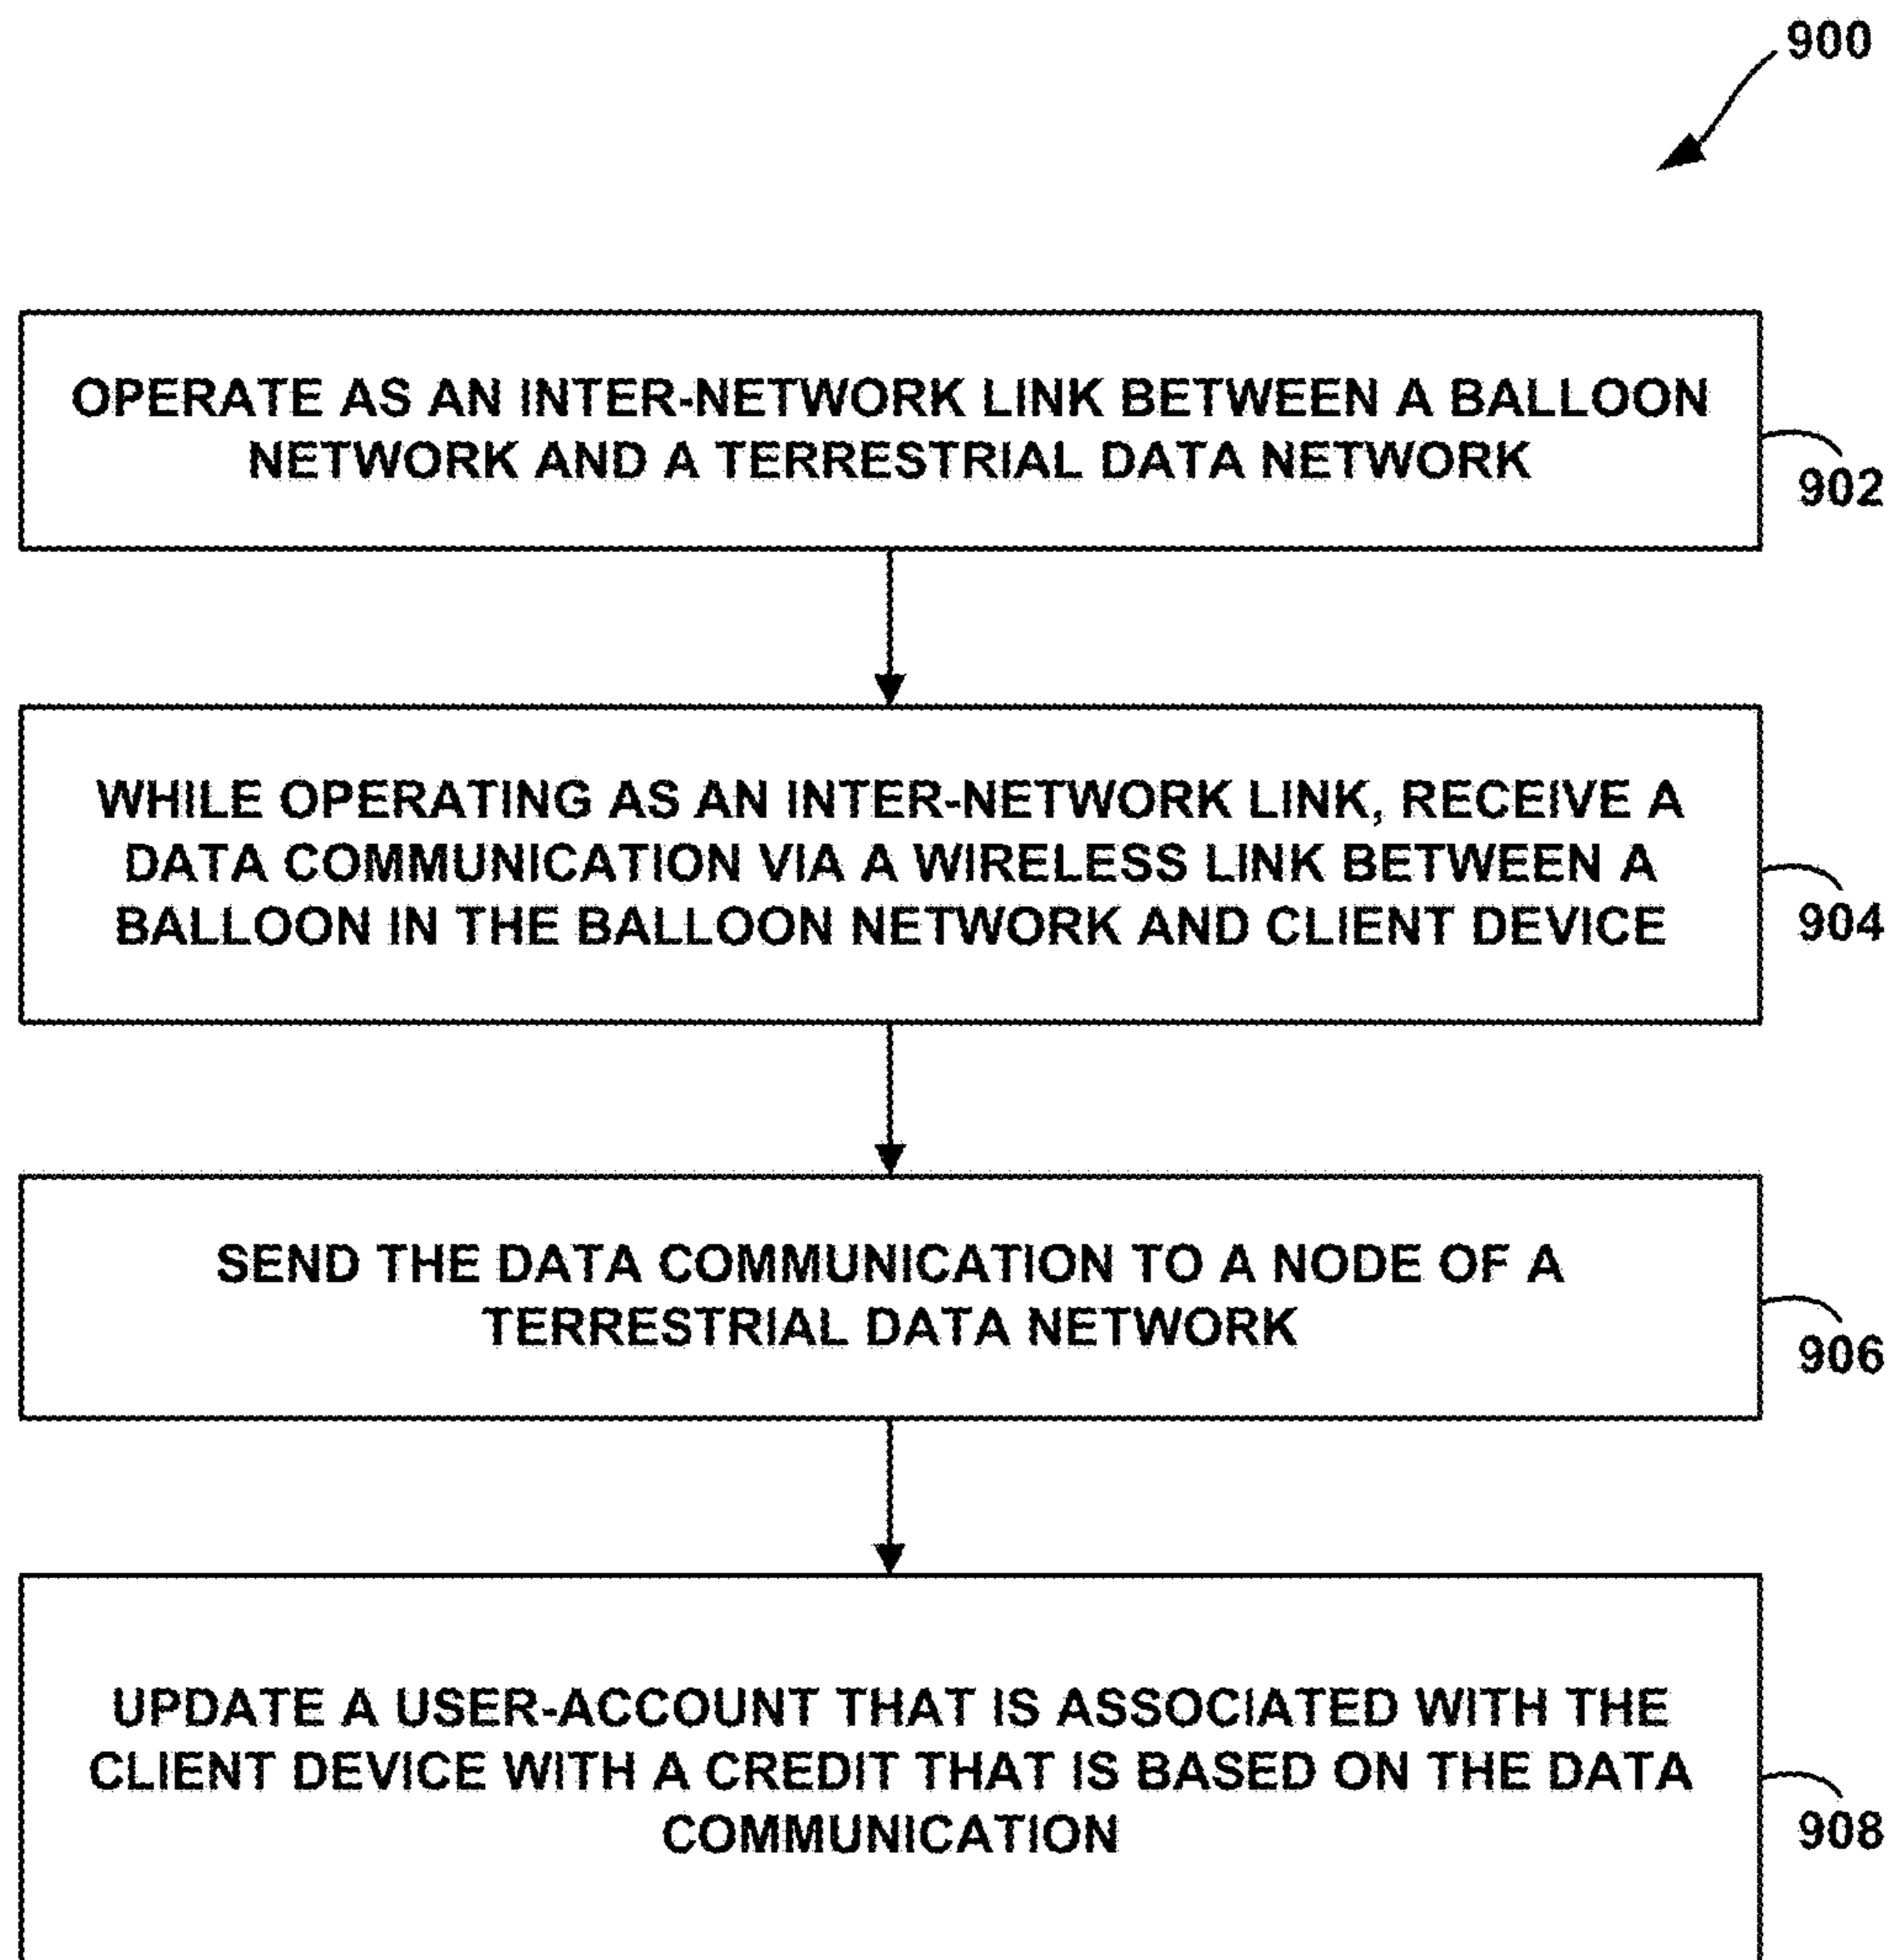 900
OPERATE AS AN INTER-NETWORK LINK BETWEEN A BALLOON
NETWORK AND A TERRESTRIAL DATA NETWORK
902
WHILE OPERATING AS AN INTER-NETWORK LINK, RECEIVE A
DATA COMMUNICATION VIA A WIRELESS LINK BETWEEN A
BALLOON IN THE BALLOON NETWORK AND CLIENT DEVICE
904
SEND THE DATA COMMUNICATION TO A NODE OF A
TERRESTRIAL DATA NETWORK
906
UPDATE A USER-ACCOUNT THAT IS ASSOCIATED WITH THE
CLIENT DEVICE WITH A CREDIT THAT IS BASED ON THE DATA
COMMUNICATION
908